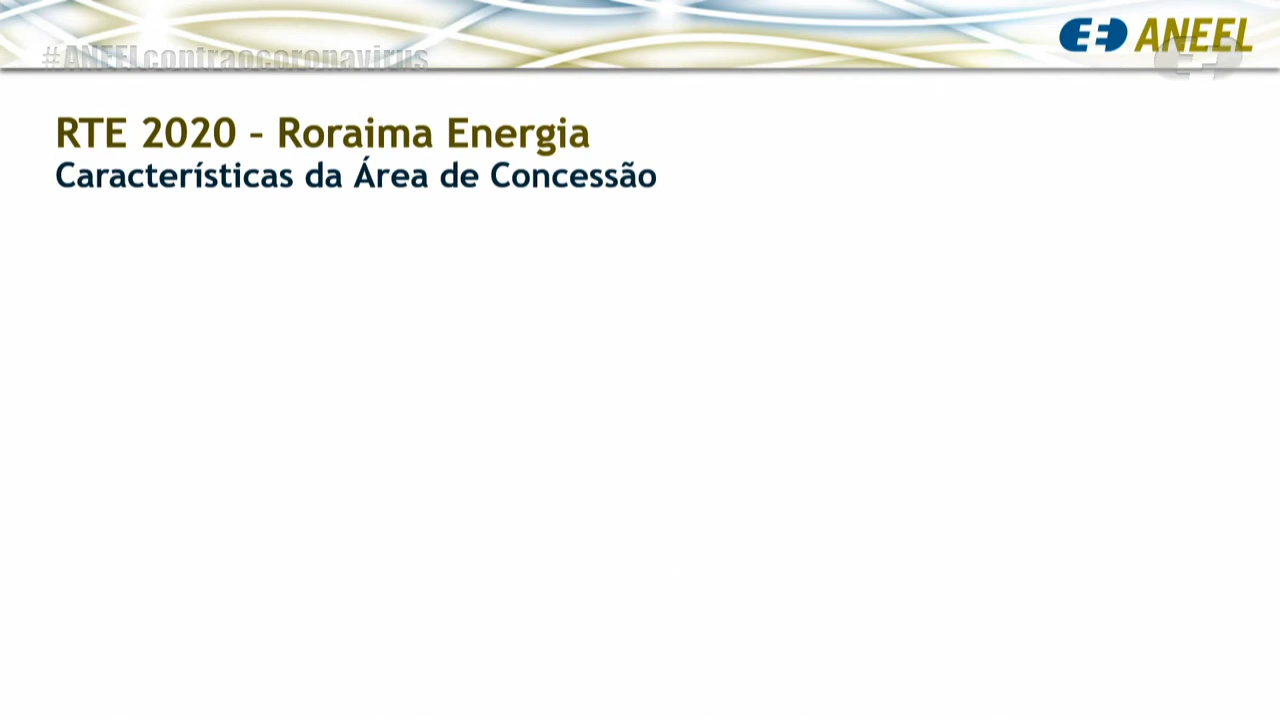 #ANEELcontraocoronavirus
ANEEL
RTE 2020 – Roraima Energia
Características da Área de Concessão